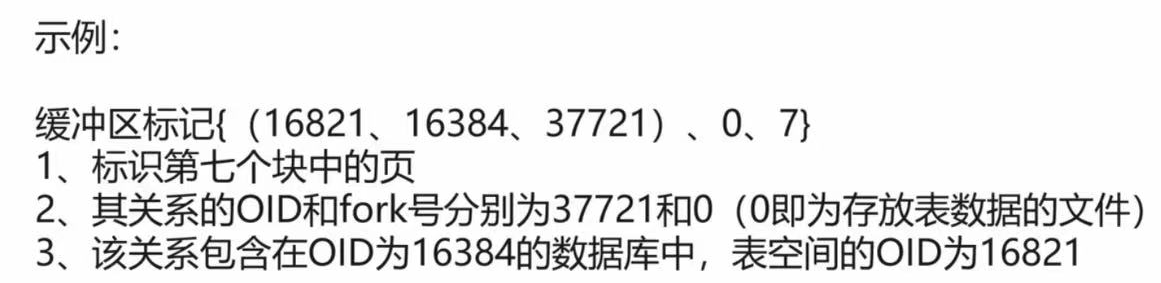 示例：
缓冲区标记{（16821、16384、37721）、0、7}
1、标识第七个块中的页
2、其关系的OID和fork号分别为37721和0（0即为存放表数据的文件）
3、该关系包含在OID为16384的数据库中，表空间的OID为16821